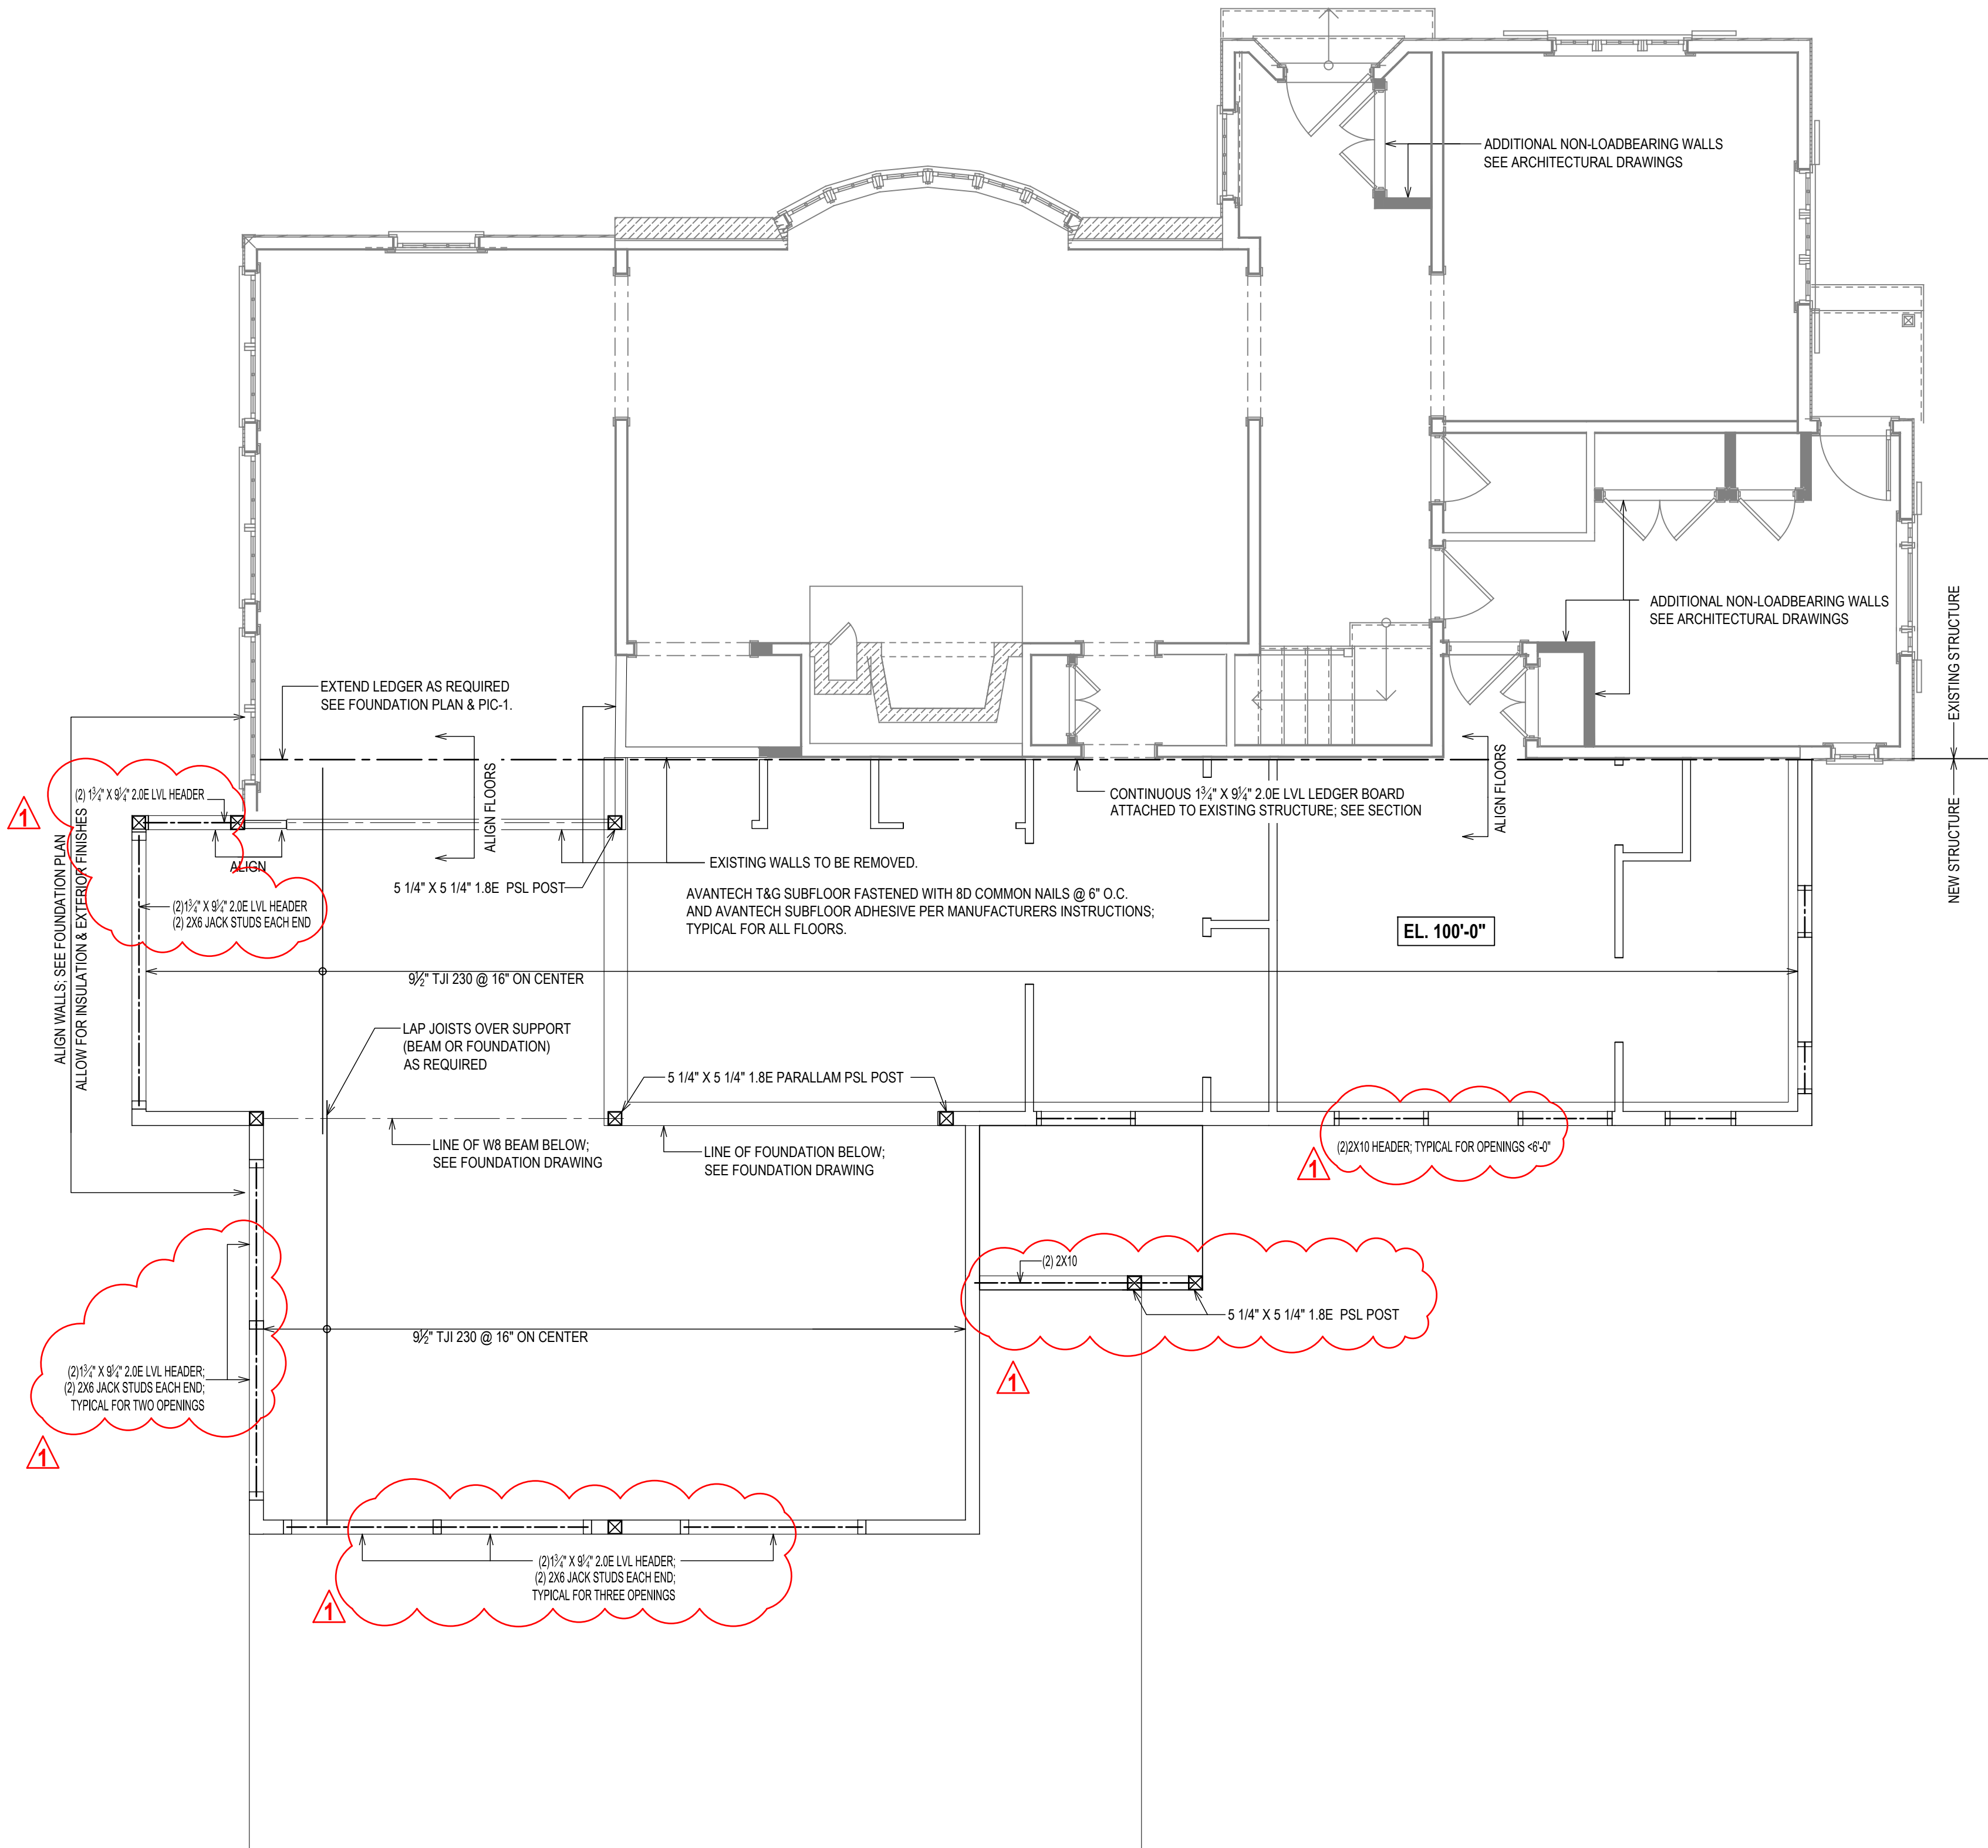 ADDITIONAL NON-LOADBEARING WALLS
SEE ARCHITECTURAL DRAWINGS
ADDITIONAL NON-LOADBEARING WALLS
SEE ARCHITECTURAL DRAWINGS
EXISTING STRUCTURE
NEW STRUCTURE
EXTEND LEDGER AS REQUIRED
SEE FOUNDATION PLAN & PIC-1.
ALIGN FLOORS
ALIGN FLOORS
(2) 1¾" X 9¼" 2.0E LVL HEADER
1
ALIGN WALLS; SEE FOUNDATION PLAN
ALLOW FOR INSULATION & EXTERIOR FINISHES
ALIGN
CONTINUOUS 1¾" X 9¼" 2.0E LVL LEDGER BOARD
ATTACHED TO EXISTING STRUCTURE; SEE SECTION
EXISTING WALLS TO BE REMOVED.
5 1/4" X 5 1/4" 1.8E PSL POST
AVANTECH T&G SUBFLOOR FASTENED WITH 8D COMMON NAILS @ 6" O.C.
AND AVANTECH SUBFLOOR ADHESIVE PER MANUFACTURERS INSTRUCTIONS;
TYPICAL FOR ALL FLOORS.
(2)1¾" X 9¼" 2.0E LVL HEADER
(2) 2X6 JACK STUDS EACH END
EL. 100'-0"
9½" TJI 230 @ 16" ON CENTER
LAP JOISTS OVER SUPPORT
(BEAM OR FOUNDATION)
AS REQUIRED
5 1/4" X 5 1/4" 1.8E PARALLAM PSL POST
LINE OF W8 BEAM BELOW;
SEE FOUNDATION DRAWING
LINE OF FOUNDATION BELOW;
SEE FOUNDATION DRAWING
(2)2X10 HEADER; TYPICAL FOR OPENINGS <6'-0"
1
(2) 2X10
5 1/4" X 5 1/4" 1.8E PSL POST
1
9½" TJI 230 @ 16" ON CENTER
(2)1¾" X 9¼" 2.0E LVL HEADER;
(2) 2X6 JACK STUDS EACH END;
TYPICAL FOR TWO OPENINGS
1
(2)1¾" X 9¼" 2.0E LVL HEADER;
(2) 2X6 JACK STUDS EACH END;
TYPICAL FOR THREE OPENINGS
1